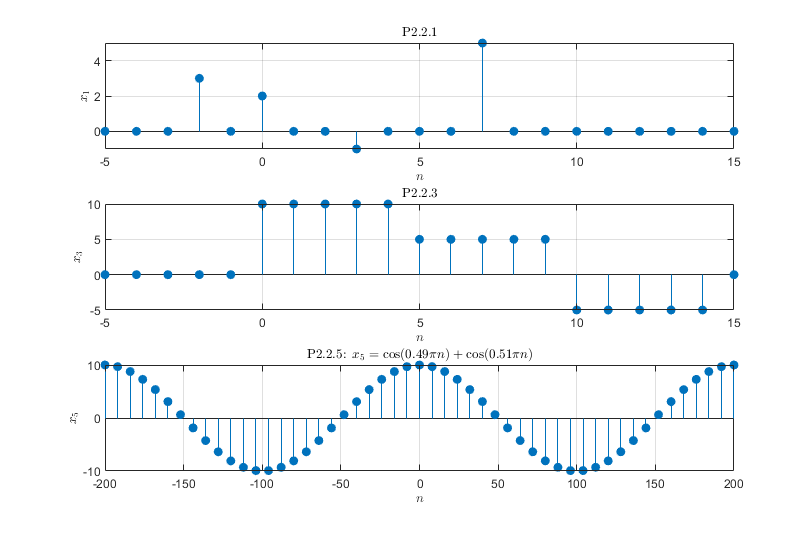 P2.2.1
4
2
0
x₁
-5 0 5 10 15
n
P2.2.3
10
5
0
-5
x₃
-5 0 5 10 15
n
P2.2.5: x₅ = cos(0.49πn) + cos(0.51πn)
10
0
-10
x₅
-200 -150 -100 -50 0 50 100 150 200
n